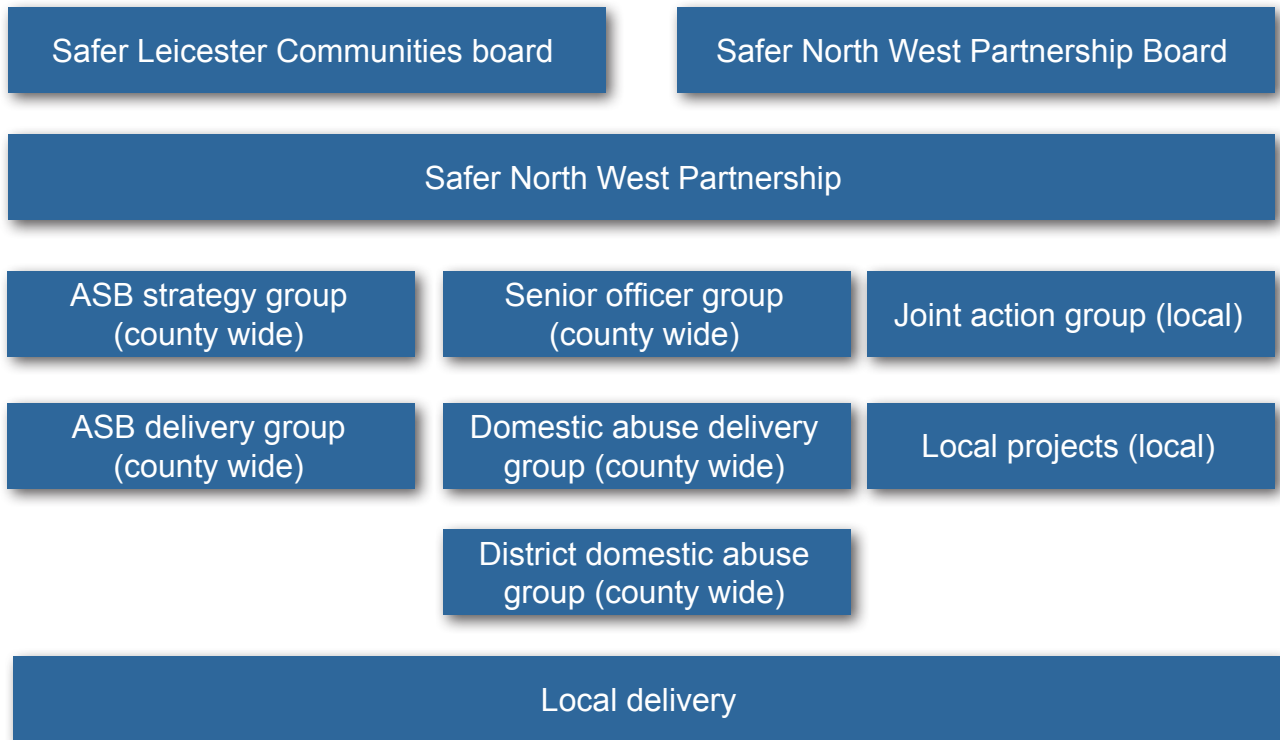 Safer Leicester Communities board
Safer North West Partnership Board
Safer North West Partnership
ASB strategy group
(county wide)
Senior officer group
(county wide)
Joint action group (local)
ASB delivery group
(county wide)
Domestic abuse delivery
group (county wide)
Local projects (local)
District domestic abuse
group (county wide)
Local delivery